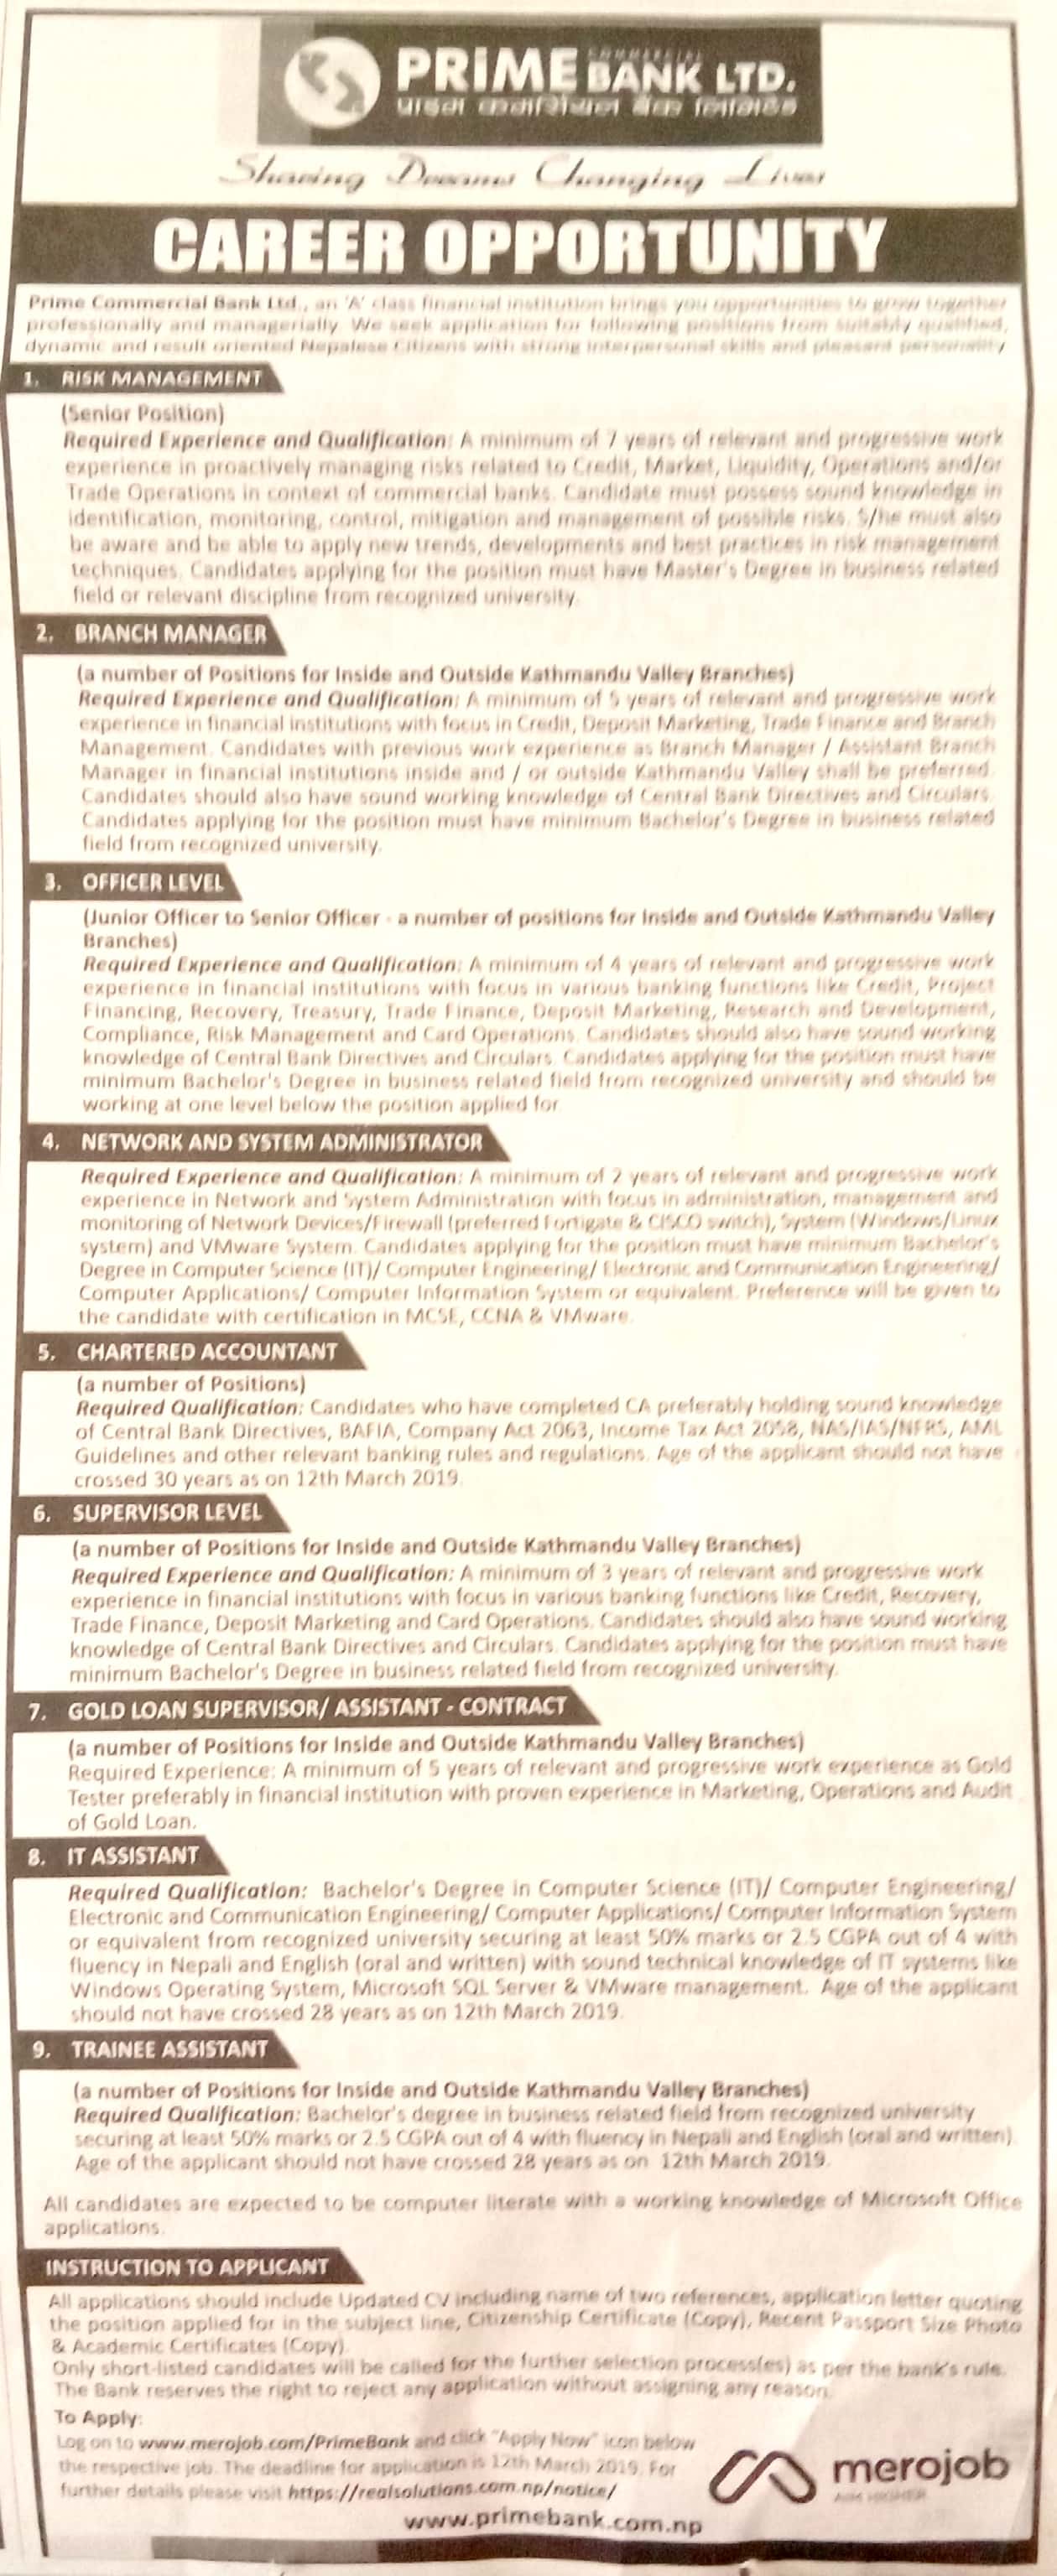 PRIME COMMERCIAL BANK LTD.
प्राइम कमर्शियल बैंक लिमिटेड
Sharing Dreams Changing Lives
CAREER OPPORTUNITY
Prime Commercial Bank Ltd., an 'A' class financial institution brings you opportunities to grow together
professionally and managerially. We seek application for following positions from suitably qualified,
dynamic and result oriented Nepalese Citizens with strong interpersonal skills and pleasant personality
1. RISK MANAGEMENT
(Senior Position)
Required Experience and Qualification: A minimum of 7 years of relevant and progressive work
experience in proactively managing risks related to Credit, Market, Liquidity, Operations and/or
Trade Operations in context of commercial banks. Candidate must possess sound knowledge in
identification, monitoring, control, mitigation and management of possible risks. S/he must also
be aware and be able to apply new trends, developments and best practices in risk management
techniques. Candidates applying for the position must have Master's Degree in business related
field or relevant discipline from recognized university.
2. BRANCH MANAGER
(a number of Positions for Inside and Outside Kathmandu Valley Branches)
Required Experience and Qualification: A minimum of 5 years of relevant and progressive work
experience in financial institutions with focus in Credit, Deposit Marketing, Trade Finance and Branch
Management. Candidates with previous work experience as Branch Manager / Assistant Branch
Manager in financial institutions inside and / or outside Kathmandu Valley shall be preferred.
Candidates should also have sound working knowledge of Central Bank Directives and Circulars.
Candidates applying for the position must have minimum Bachelor's Degree in business related
field from recognized university.
3. OFFICER LEVEL
(Junior Officer to Senior Officer - a number of positions for Inside and Outside Kathmandu Valley
Branches)
Required Experience and Qualification: A minimum of 4 years of relevant and progressive work
experience in financial institutions with focus in various banking functions like Credit, Project
Financing, Recovery, Treasury, Trade Finance, Deposit Marketing, Research and Development,
Compliance, Risk Management and Card Operations. Candidates should also have sound working
knowledge of Central Bank Directives and Circulars. Candidates applying for the position must have
minimum Bachelor's Degree in business related field from recognized university and should be
working at one level below the position applied for.
4. NETWORK AND SYSTEM ADMINISTRATOR
Required Experience and Qualification: A minimum of 2 years of relevant and progressive work
experience in Network and System Administration with focus in administration, management and
monitoring of Network Devices/Firewall (preferred Fortigate & CISCO switch), System (Windows/Linux
system) and VMware System. Candidates applying for the position must have minimum Bachelor's
Degree in Computer Science (IT)/ Computer Engineering/ Electronic and Communication Engineering/
Computer Applications/ Computer Information System or equivalent. Preference will be given to
the candidate with certification in MCSE, CCNA & VMware.
5. CHARTERED ACCOUNTANT
(a number of Positions)
Required Qualification: Candidates who have completed CA preferably holding sound knowledge
of Central Bank Directives, BAFIA, Company Act 2063, Income Tax Act 2058, NAS/IAS/NFRS, AML
Guidelines and other relevant banking rules and regulations. Age of the applicant should not have
crossed 30 years as on 12th March 2019.
6. SUPERVISOR LEVEL
(a number of Positions for Inside and Outside Kathmandu Valley Branches)
Required Experience and Qualification: A minimum of 3 years of relevant and progressive work
experience in financial institutions with focus in various banking functions like Credit, Recovery,
Trade Finance, Deposit Marketing and Card Operations. Candidates should also have sound working
knowledge of Central Bank Directives and Circulars. Candidates applying for the position must have
minimum Bachelor's Degree in business related field from recognized university.
7. GOLD LOAN SUPERVISOR/ ASSISTANT - CONTRACT
(a number of Positions for Inside and Outside Kathmandu Valley Branches)
Required Experience: A minimum of 5 years of relevant and progressive work experience as Gold
Tester preferably in financial institution with proven experience in Marketing, Operations and Audit
of Gold Loan.
8. IT ASSISTANT
Required Qualification: Bachelor's Degree in Computer Science (IT)/ Computer Engineering/
Electronic and Communication Engineering/ Computer Applications/ Computer Information System
or equivalent from recognized university securing at least 50% marks or 2.5 CGPA out of 4 with
fluency in Nepali and English (oral and written) with sound technical knowledge of IT systems like
Windows Operating System, Microsoft SQL Server & VMware management. Age of the applicant
should not have crossed 28 years as on 12th March 2019.
9. TRAINEE ASSISTANT
(a number of Positions for Inside and Outside Kathmandu Valley Branches)
Required Qualification: Bachelor's degree in business related field from recognized university
securing at least 50% marks or 2.5 CGPA out of 4 with fluency in Nepali and English (oral and written).
Age of the applicant should not have crossed 28 years as on 12th March 2019.
All candidates are expected to be computer literate with a working knowledge of Microsoft Office
applications.
INSTRUCTION TO APPLICANT
All applications should include Updated CV including name of two references, application letter quoting
the position applied for in the subject line, Citizenship Certificate (Copy), Recent Passport Size Photo
& Academic Certificates (Copy).
Only short-listed candidates will be called for the further selection process(es) as per the bank's rule.
The Bank reserves the right to reject any application without assigning any reason.
To Apply:
Log on to www.merojob.com/PrimeBank and click "Apply Now" icon below
the respective job. The deadline for application is 12th March 2019. For
further details please visit https://realsolutions.com.np/notice/
merojob
AIM HIGHER
www.primebank.com.np